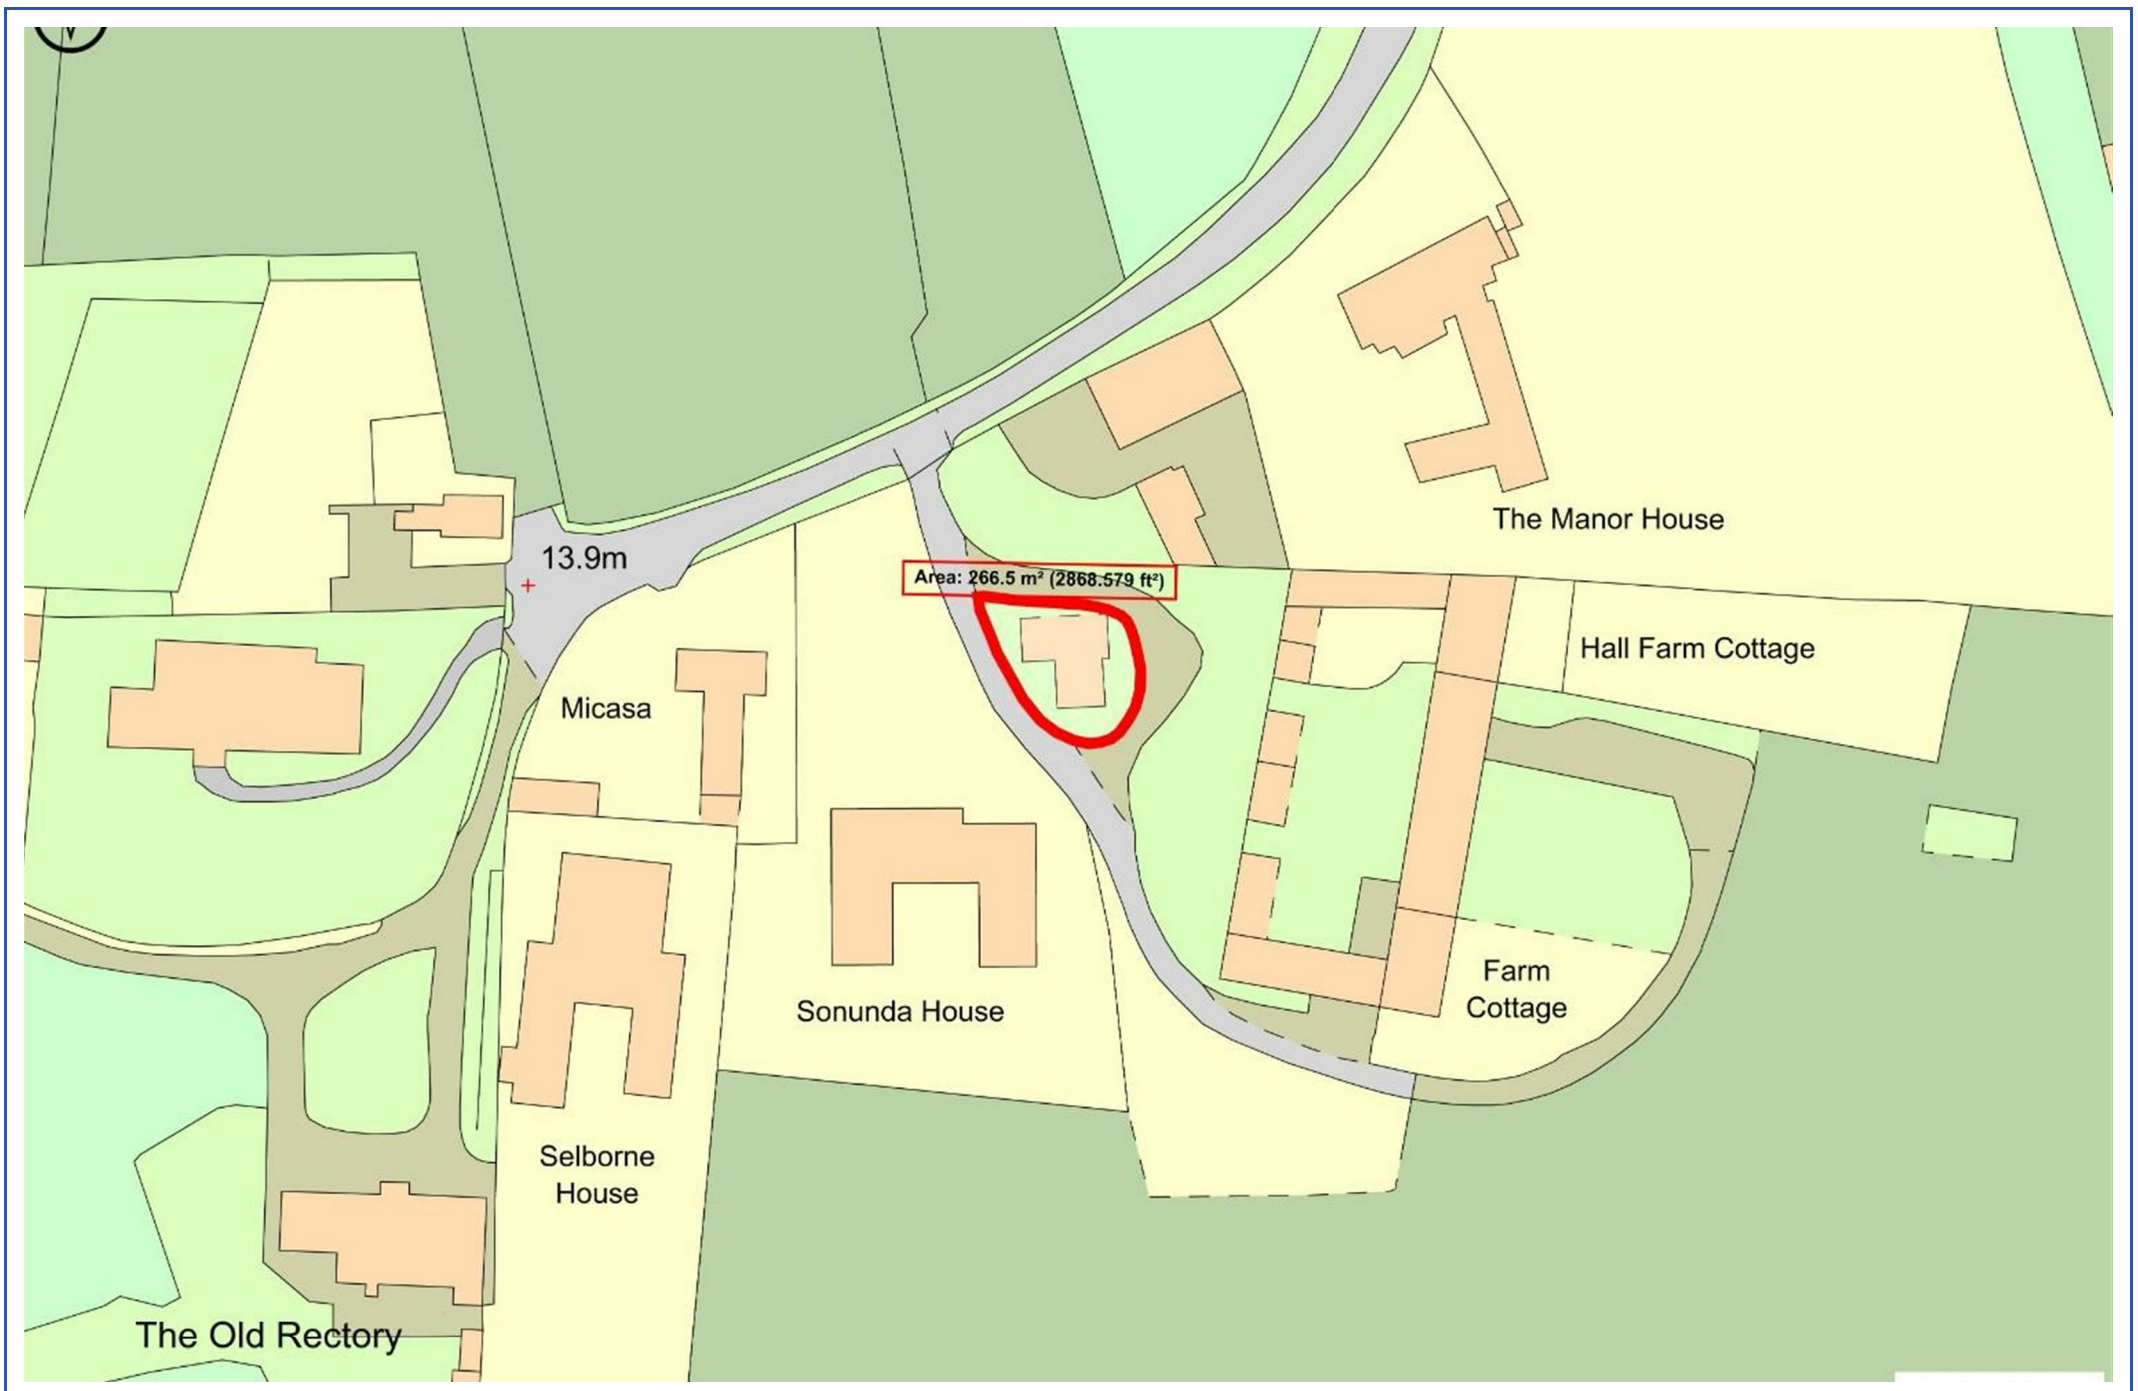 The Manor House
13.9m
Area: 266.5 m² (2868.579 ft²)
Hall Farm Cottage
Micasa
Farm
Cottage
Sonunda House
Selborne
House
The Old Rectory